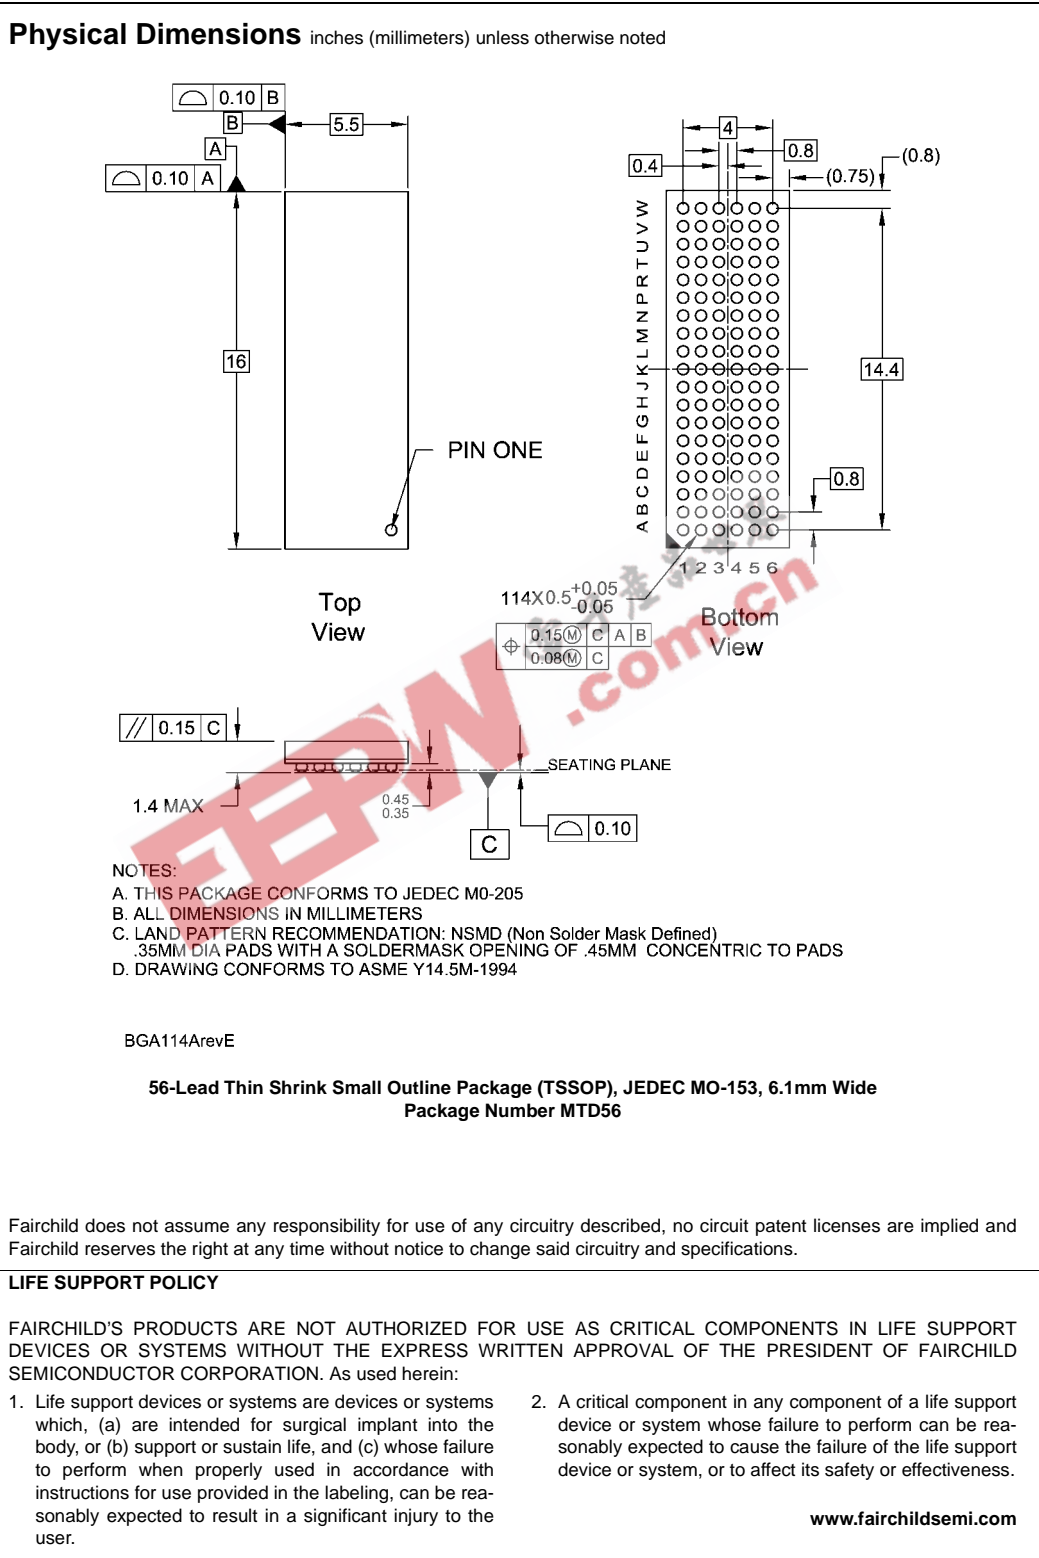 Physical Dimensions inches (millimeters) unless otherwise noted
0.10 B
B
5.5
A
0.10 A
16
PIN ONE
Top
View
4
0.8
0.4
(0.8)
(0.75)
W
V
U
T
R
P
N
M
L
K
J
H
G
F
E
D
C
B
A
14.4
0.8
1 2 3 4 5 6
114X0.5 +0.05
-0.05
0.15 Ⓜ C A B
0.08 Ⓜ C
Bottom
View
电子产品世界
EEPW.com.cn
// 0.15 C
1.4 MAX
0.45
0.35
SEATING PLANE
0.10
C
NOTES:
A. THIS PACKAGE CONFORMS TO JEDEC M0-205
B. ALL DIMENSIONS IN MILLIMETERS
C. LAND PATTERN RECOMMENDATION: NSMD (Non Solder Mask Defined)
.35MM DIA PADS WITH A SOLDERMASK OPENING OF .45MM CONCENTRIC TO PADS
D. DRAWING CONFORMS TO ASME Y14.5M-1994
BGA114ArevE
56-Lead Thin Shrink Small Outline Package (TSSOP), JEDEC MO-153, 6.1mm Wide
Package Number MTD56
Fairchild does not assume any responsibility for use of any circuitry described, no circuit patent licenses are implied and
Fairchild reserves the right at any time without notice to change said circuitry and specifications.
LIFE SUPPORT POLICY
FAIRCHILD'S PRODUCTS ARE NOT AUTHORIZED FOR USE AS CRITICAL COMPONENTS IN LIFE SUPPORT
DEVICES OR SYSTEMS WITHOUT THE EXPRESS WRITTEN APPROVAL OF THE PRESIDENT OF FAIRCHILD
SEMICONDUCTOR CORPORATION. As used herein:
1. Life support devices or systems are devices or systems
which, (a) are intended for surgical implant into the
body, or (b) support or sustain life, and (c) whose failure
to perform when properly used in accordance with
instructions for use provided in the labeling, can be rea-
sonably expected to result in a significant injury to the
user.
2. A critical component in any component of a life support
device or system whose failure to perform can be rea-
sonably expected to cause the failure of the life support
device or system, or to affect its safety or effectiveness.
www.fairchildsemi.com